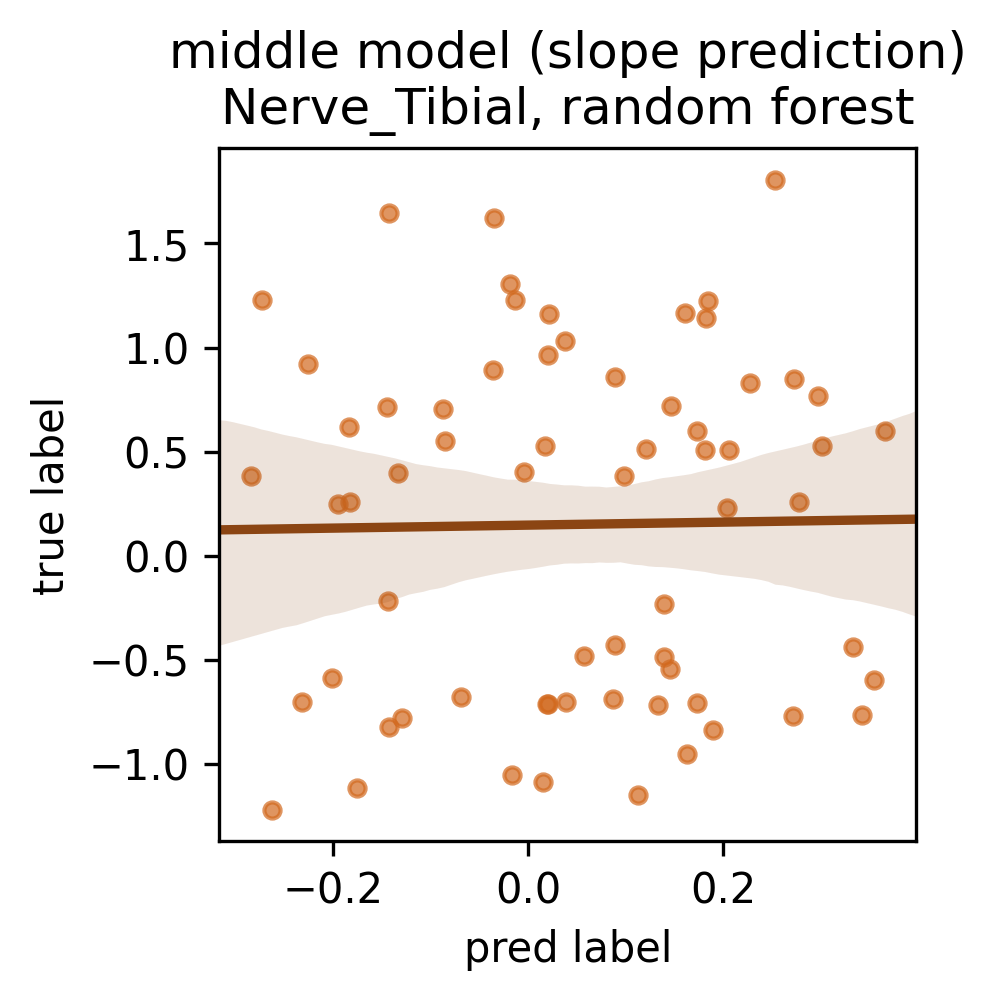 middle model (slope prediction)
Nerve_Tibial, random forest
1.5
1.0
0.5
0.0
−0.5
−1.0
−0.2
0.0
0.2
true label
pred label